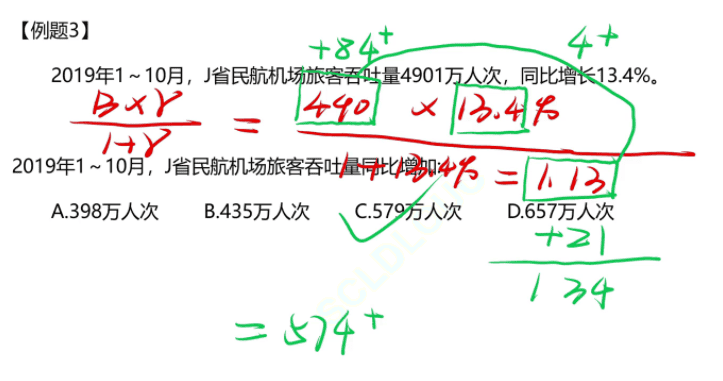 【例题3】
+84⁺ 4⁺
2019年1～10月，J省民航机场旅客吞吐量4901万人次，同比增长13.4%。
B×r = 490 × 13.4%
1+r
1+13.4% = 1.13
2019年1～10月，J省民航机场旅客吞吐量同比增加:
A.398万人次 B.435万人次 C.579万人次 D.657万人次
+21
134
= 574⁺